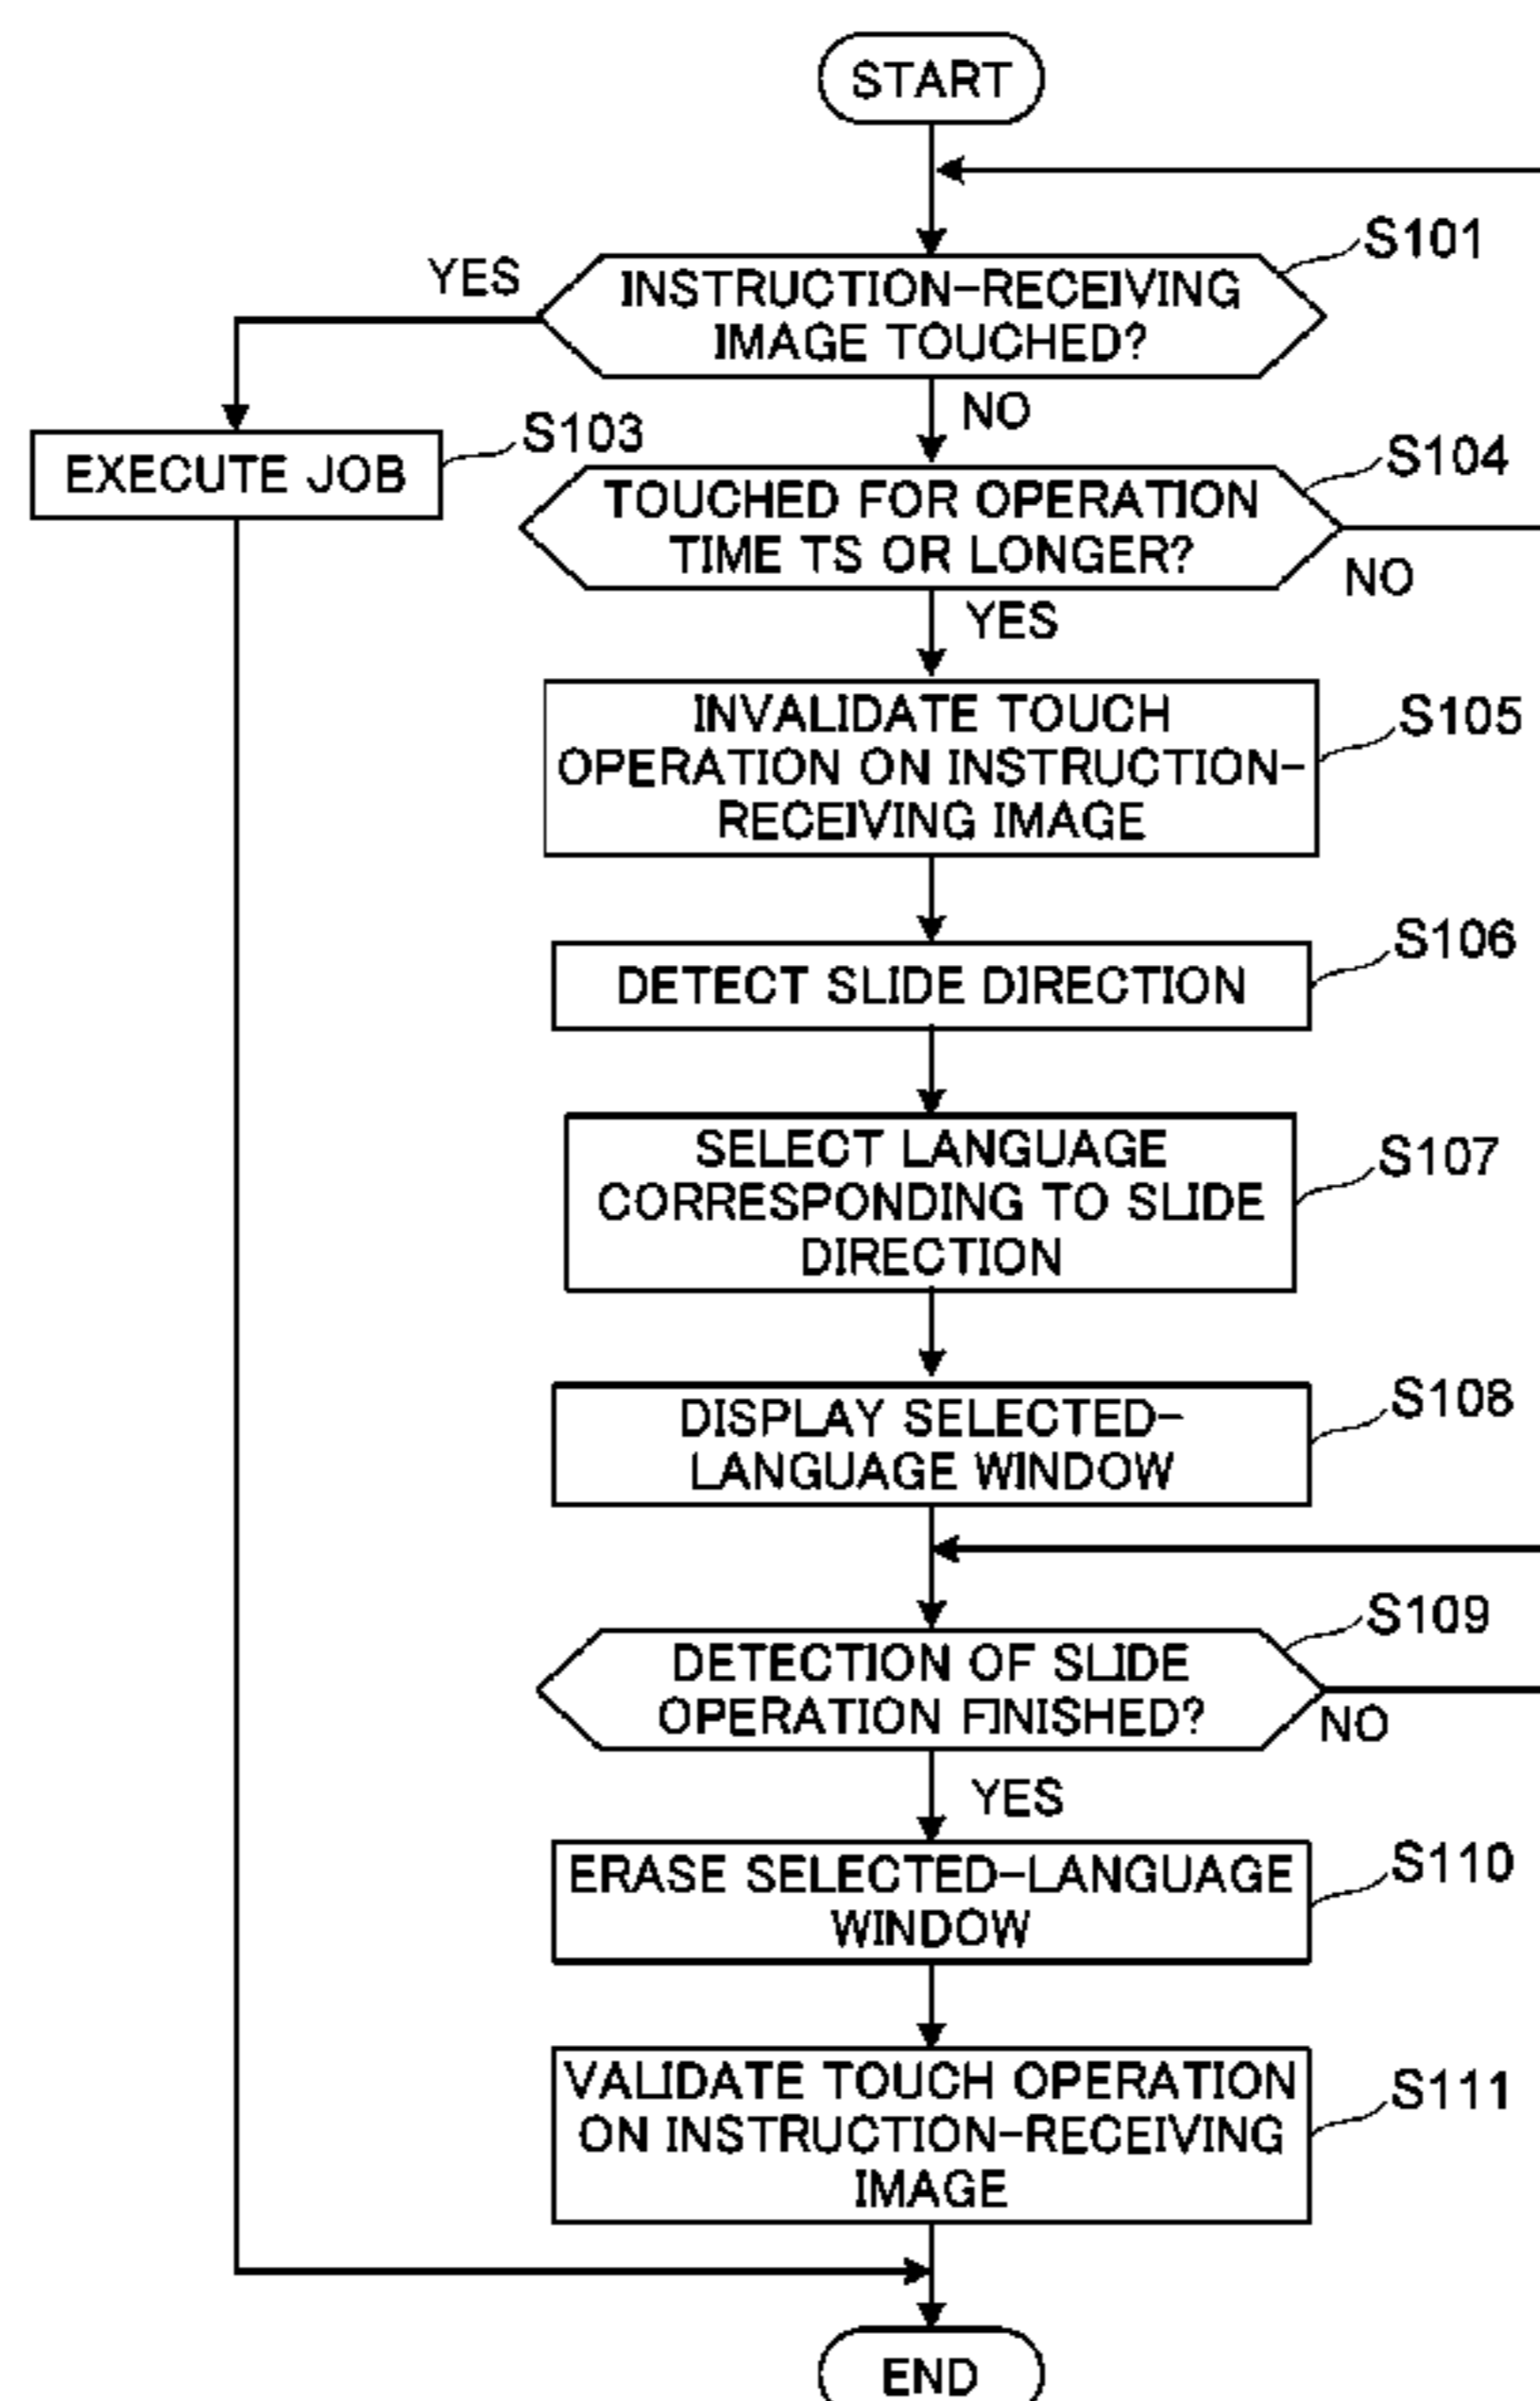 START
S101
YES
INSTRUCTION-RECEIVING
IMAGE TOUCHED?
NO
S103
EXECUTE JOB
S104
TOUCHED FOR OPERATION
TIME TS OR LONGER?
NO
YES
S105
INVALIDATE TOUCH
OPERATION ON INSTRUCTION-
RECEIVING IMAGE
S106
DETECT SLIDE DIRECTION
S107
SELECT LANGUAGE
CORRESPONDING TO SLIDE
DIRECTION
S108
DISPLAY SELECTED-
LANGUAGE WINDOW
S109
DETECTION OF SLIDE
OPERATION FINISHED?
NO
YES
S110
ERASE SELECTED-LANGUAGE
WINDOW
S111
VALIDATE TOUCH OPERATION
ON INSTRUCTION-RECEIVING
IMAGE
END